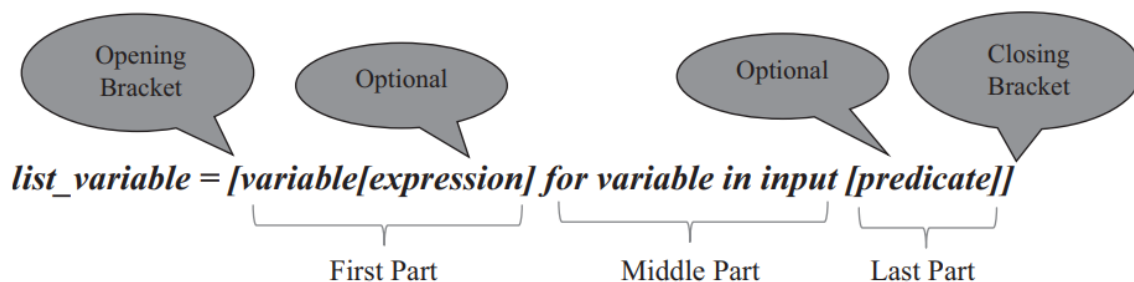 Opening
Bracket
Optional
Optional
Closing
Bracket
list_variable = [variable[expression] for variable in input [predicate]]
First Part
Middle Part
Last Part